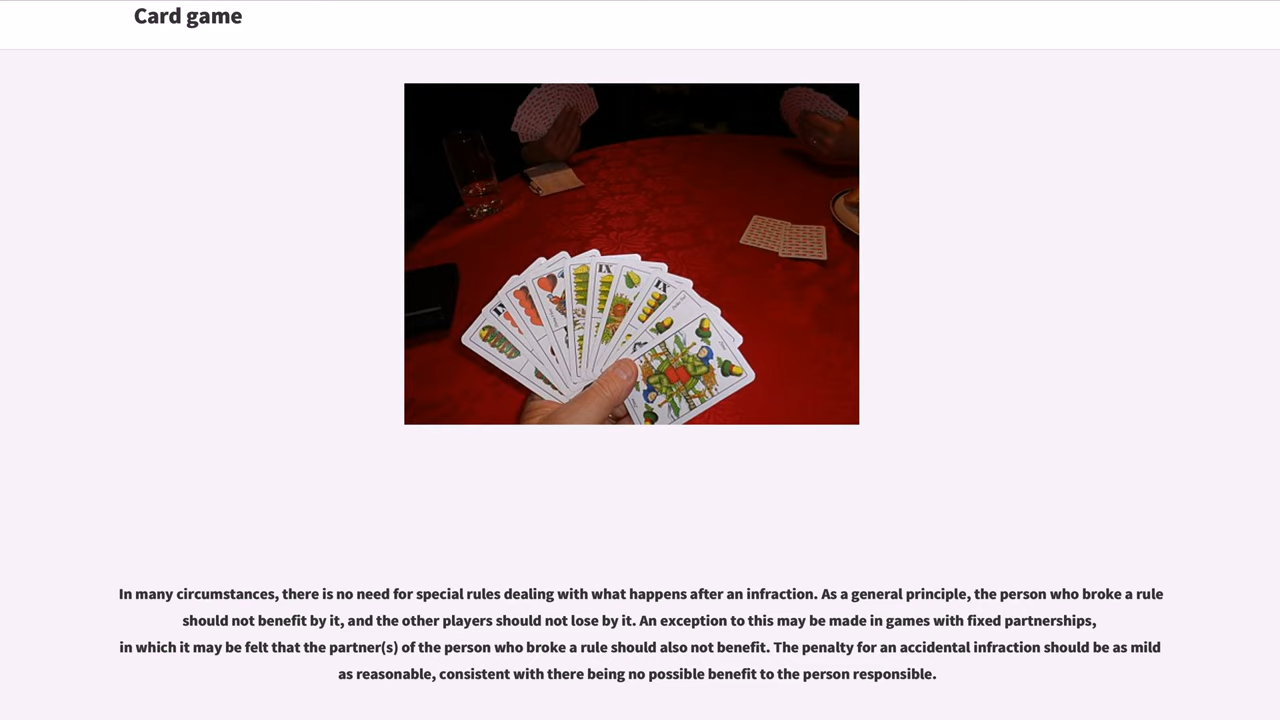 Card game
IX
IX
IX
In many circumstances, there is no need for special rules dealing with what happens after an infraction. As a general principle, the person who broke a rule
should not benefit by it, and the other players should not lose by it. An exception to this may be made in games with fixed partnerships,
in which it may be felt that the partner(s) of the person who broke a rule should also not benefit. The penalty for an accidental infraction should be as mild
as reasonable, consistent with there being no possible benefit to the person responsible.